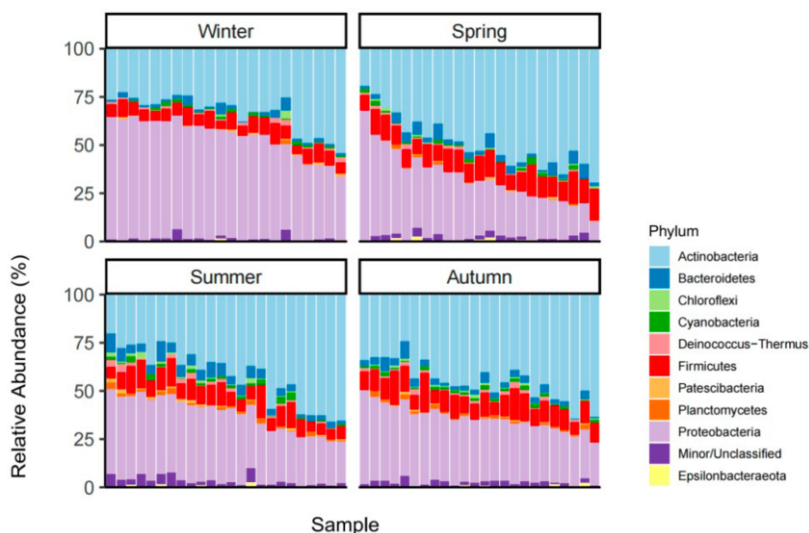 Winter
Spring
100
75
50
25
0
Summer
Autumn
100
75
50
25
0
Relative Abundance (%)
Sample
Phylum
Actinobacteria
Bacteroidetes
Chloroflexi
Cyanobacteria
Deinococcus−Thermus
Firmicutes
Patescibacteria
Planctomycetes
Proteobacteria
Minor/Unclassified
Epsilonbacteraeota